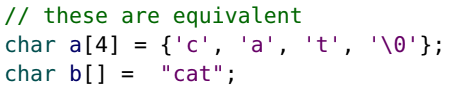 // these are equivalent
char a[4] = {'c', 'a', 't', '\0'};
char b[] =  "cat";